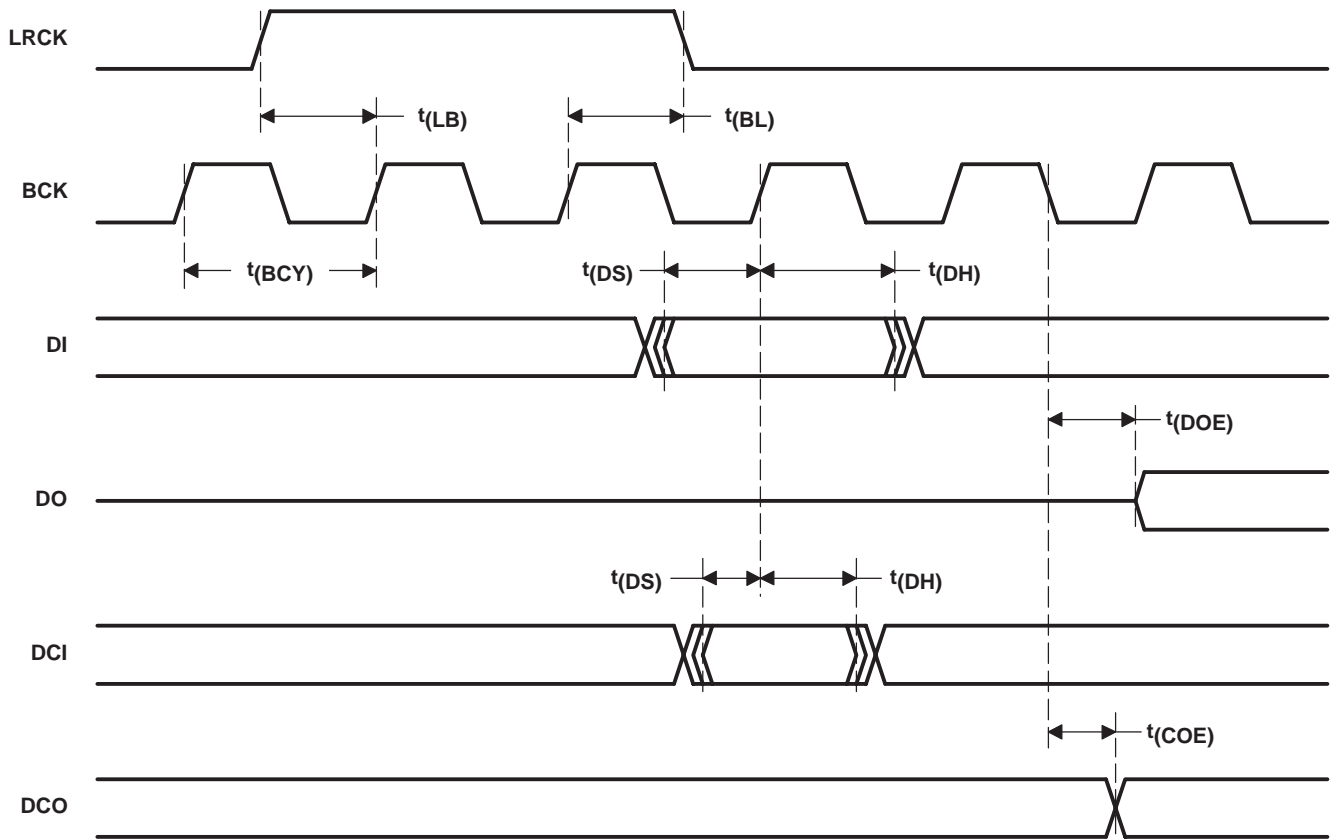 LRCK
t(LB)
t(BL)
BCK
t(BCY)
t(DS)
t(DH)
DI
t(DOE)
DO
t(DS)
t(DH)
DCI
t(COE)
DCO